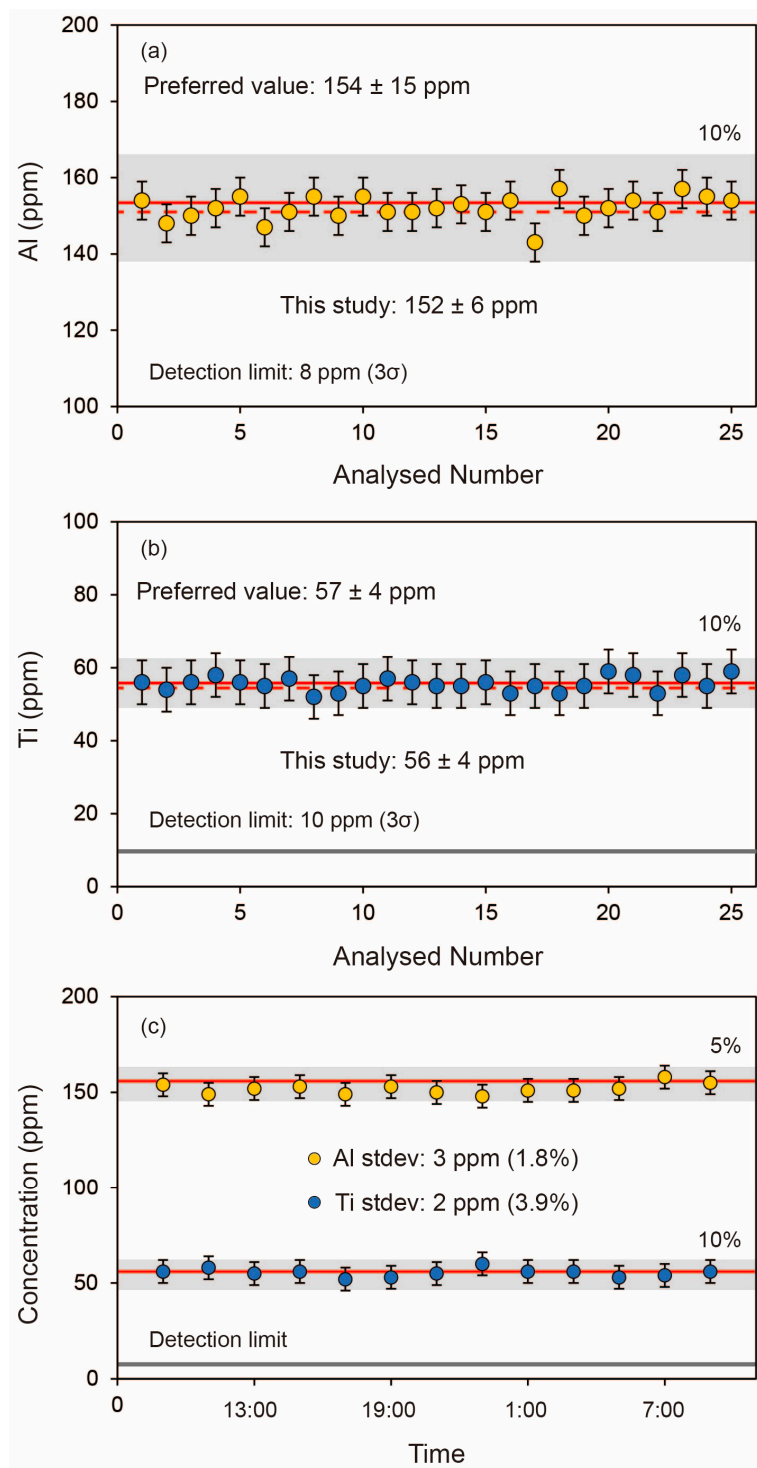 200
(a)
Preferred value: 154 ± 15 ppm
180
10%
160
Al (ppm)
140
This study: 152 ± 6 ppm
120
Detection limit: 8 ppm (3σ)
100
0 5 10 15 20 25
Analysed Number
100
(b)
Preferred value: 57 ± 4 ppm
80
10%
60
Ti (ppm)
40
This study: 56 ± 4 ppm
20
Detection limit: 10 ppm (3σ)
0
0 5 10 15 20 25
Analysed Number
200
(c)
5%
150
Concentration (ppm)
Al stdev: 3 ppm (1.8%)
100
Ti stdev: 2 ppm (3.9%)
10%
50
Detection limit
0
0 13:00 19:00 1:00 7:00
Time